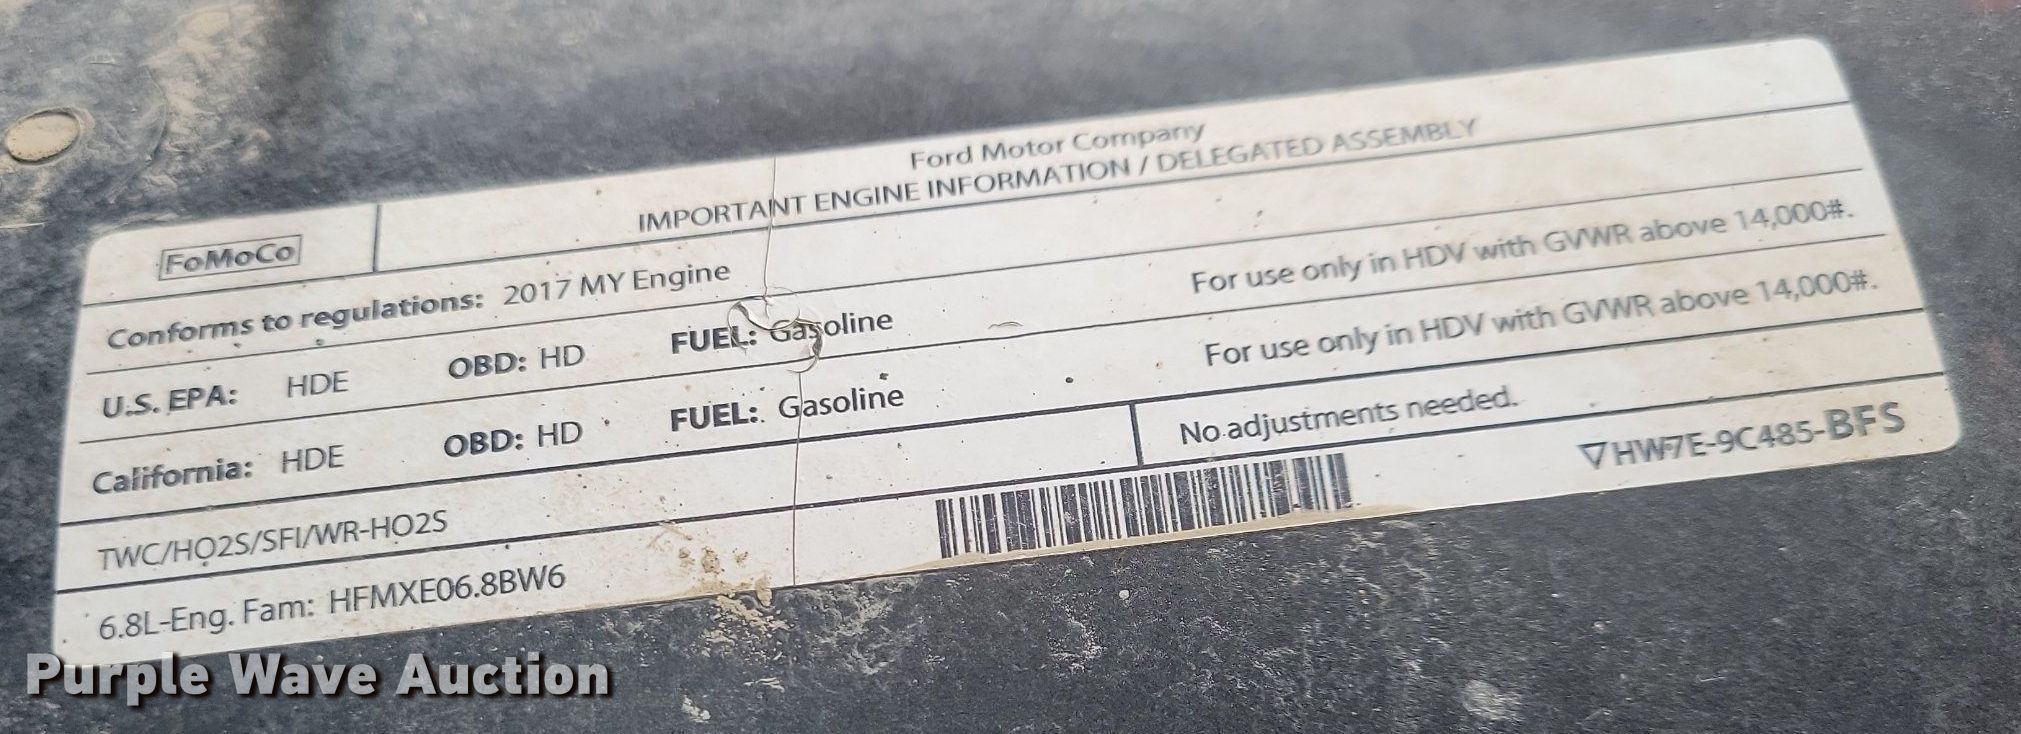 Ford Motor Company
FoMoCo IMPORTANT ENGINE INFORMATION / DELEGATED ASSEMBLY
Conforms to regulations: 2017 MY Engine
U.S. EPA: HDE OBD: HD FUEL: Gasoline For use only in HDV with GVWR above 14,000#.
California: HDE OBD: HD FUEL: Gasoline For use only in HDV with GVWR above 14,000#.
TWC/HO2S/SFI/WR-HO2S No adjustments needed.
6.8L-Eng. Fam: HFMXE06.8BW6 ▽HW7E-9C485-BFS
Purple Wave Auction